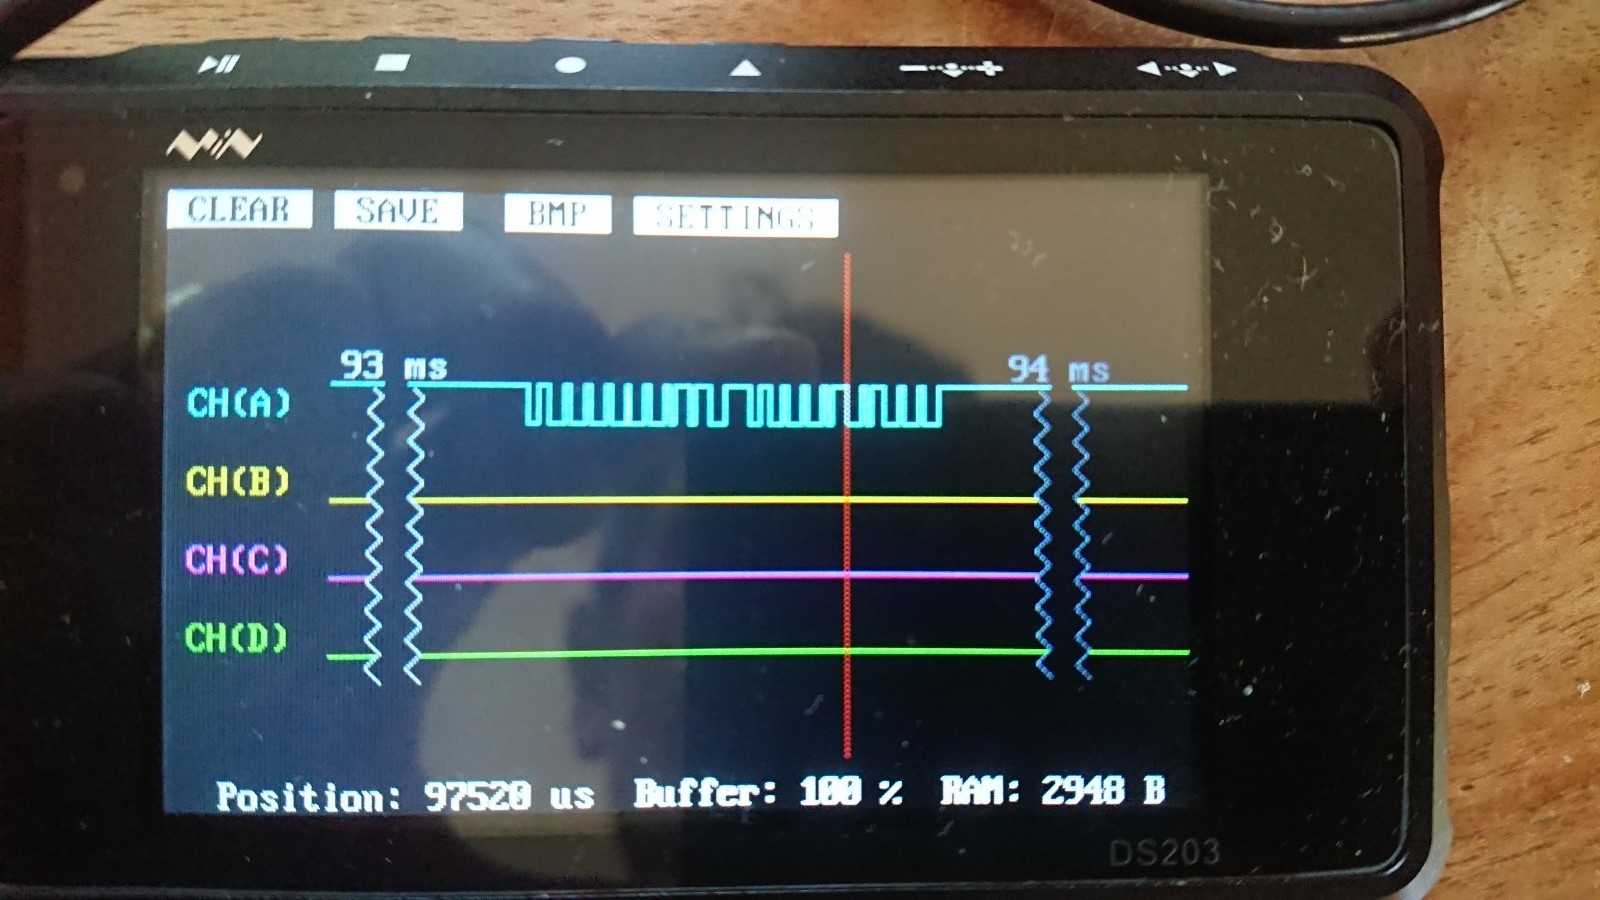 MiNi
CLEAR SAVE BMP SETTINGS
93 ms 94 ms
CH(A)
CH(B)
CH(C)
CH(D)
Position: 97520 us Buffer: 100 % RAM: 2948 B
DS203